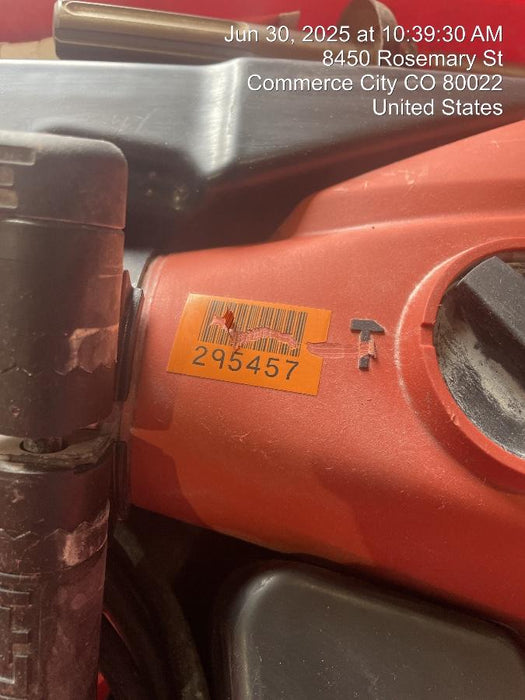 Jun 30, 2025 at 10:39:30 AM
8450 Rosemary St
Commerce City CO 80022
United States
295457